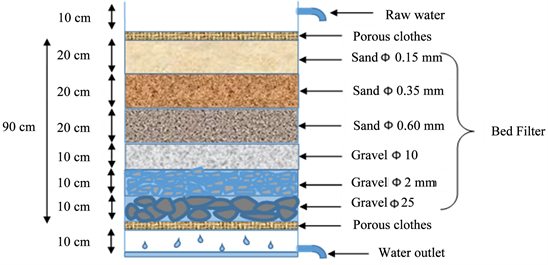 10 cm
Raw water
Porous clothes
20 cm
Sand Φ 0.15 mm
20 cm
Sand Φ 0.35 mm
90 cm
20 cm
Sand Φ 0.60 mm
Bed Filter
10 cm
Gravel Φ 10
10 cm
Gravel Φ 2 mm
10 cm
Gravel Φ 25
Porous clothes
10 cm
Water outlet